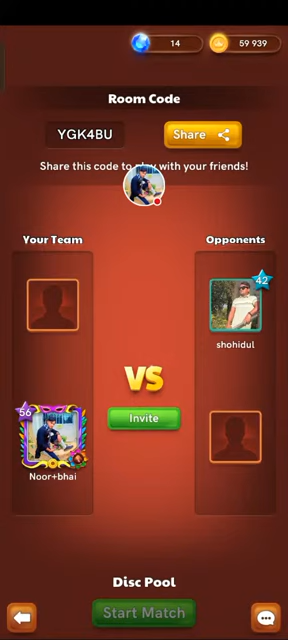 14
59 939
Room Code
YGK4BU
Share
Share this code to play with your friends!
Your Team
Opponents
42
shohidul
VS
Invite
56
Noor+bhai
Disc Pool
Start Match